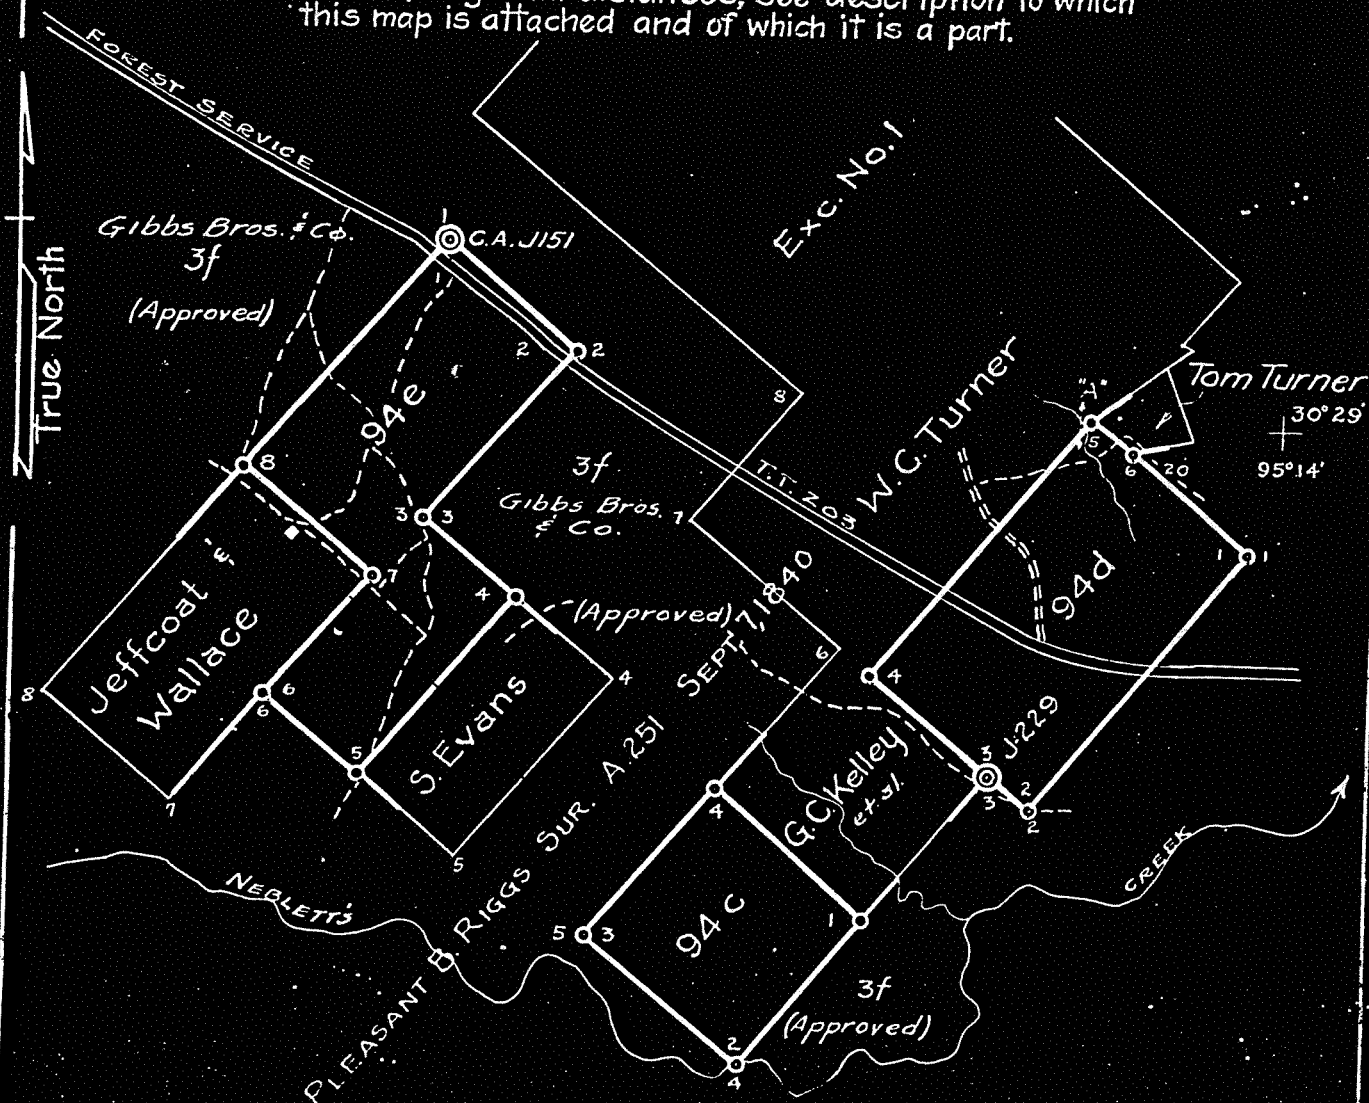 this map is attached and of which it is a part.
FOREST SERVICE
True North
Gibbs Bros. & Co.
3f
(Approved)
C.A. J151
Exc. No. 1
2
2
94e
8
8
3f
Gibbs Bros.
& Co.
7
3
3
T.T. 203
W.C. Turner
"A"
Tom Turner
30°29'
95°14'
5
6
20
1
1
94d
7
4
(Approved)
Jeffcoat
&
Wallace
8
6
6
7
5
S. Evans
4
5
SEPT. 7, 1840
6
4
J-229
3
3
2
2
G.C. Kelley
et al.
4
PLEASANT B. RIGGS SUR. A.251
NEBLETT'S
CREEK
5
3
94c
1
3f
(Approved)
2
4